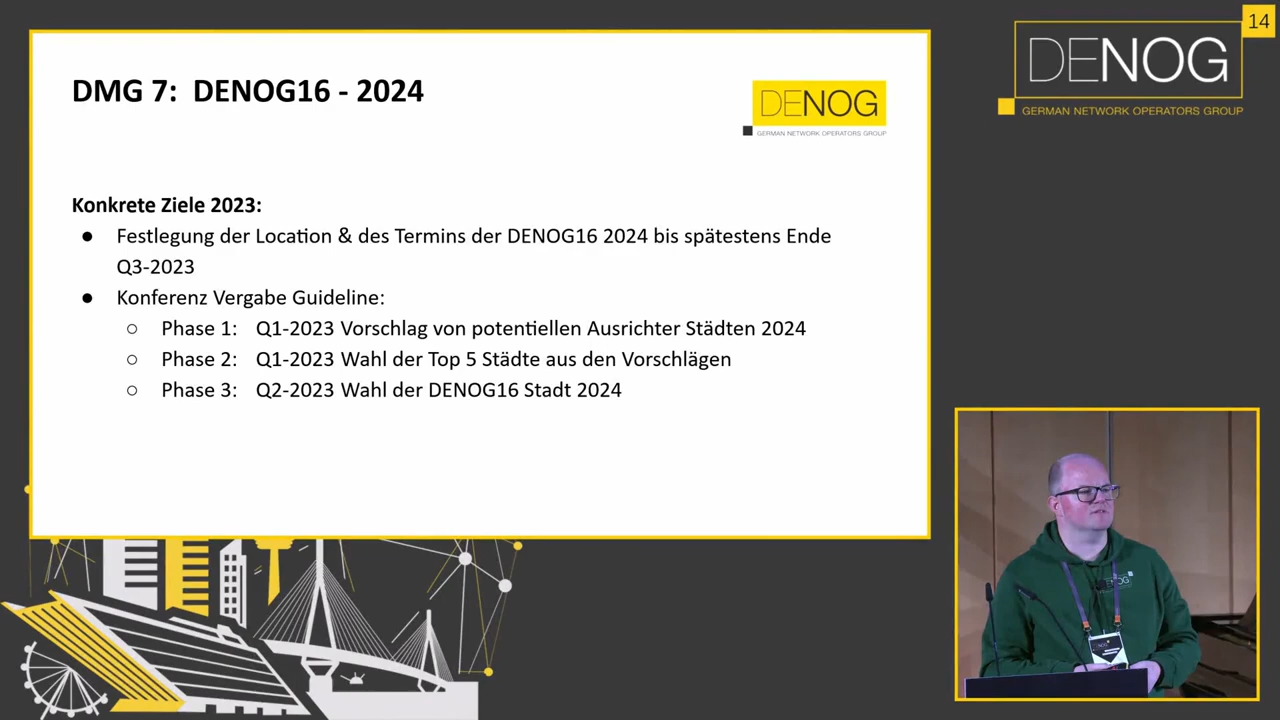 14
DMG 7: DENOG16 - 2024
DENOG
GERMAN NETWORK OPERATORS GROUP
DENOG
GERMAN NETWORK OPERATORS GROUP
Konkrete Ziele 2023:
● Festlegung der Location & des Termins der DENOG16 2024 bis spätestens Ende
Q3-2023
● Konferenz Vergabe Guideline:
○ Phase 1: Q1-2023 Vorschlag von potentiellen Ausrichter Städten 2024
○ Phase 2: Q1-2023 Wahl der Top 5 Städte aus den Vorschlägen
○ Phase 3: Q2-2023 Wahl der DENOG16 Stadt 2024
DENOG
DENOG